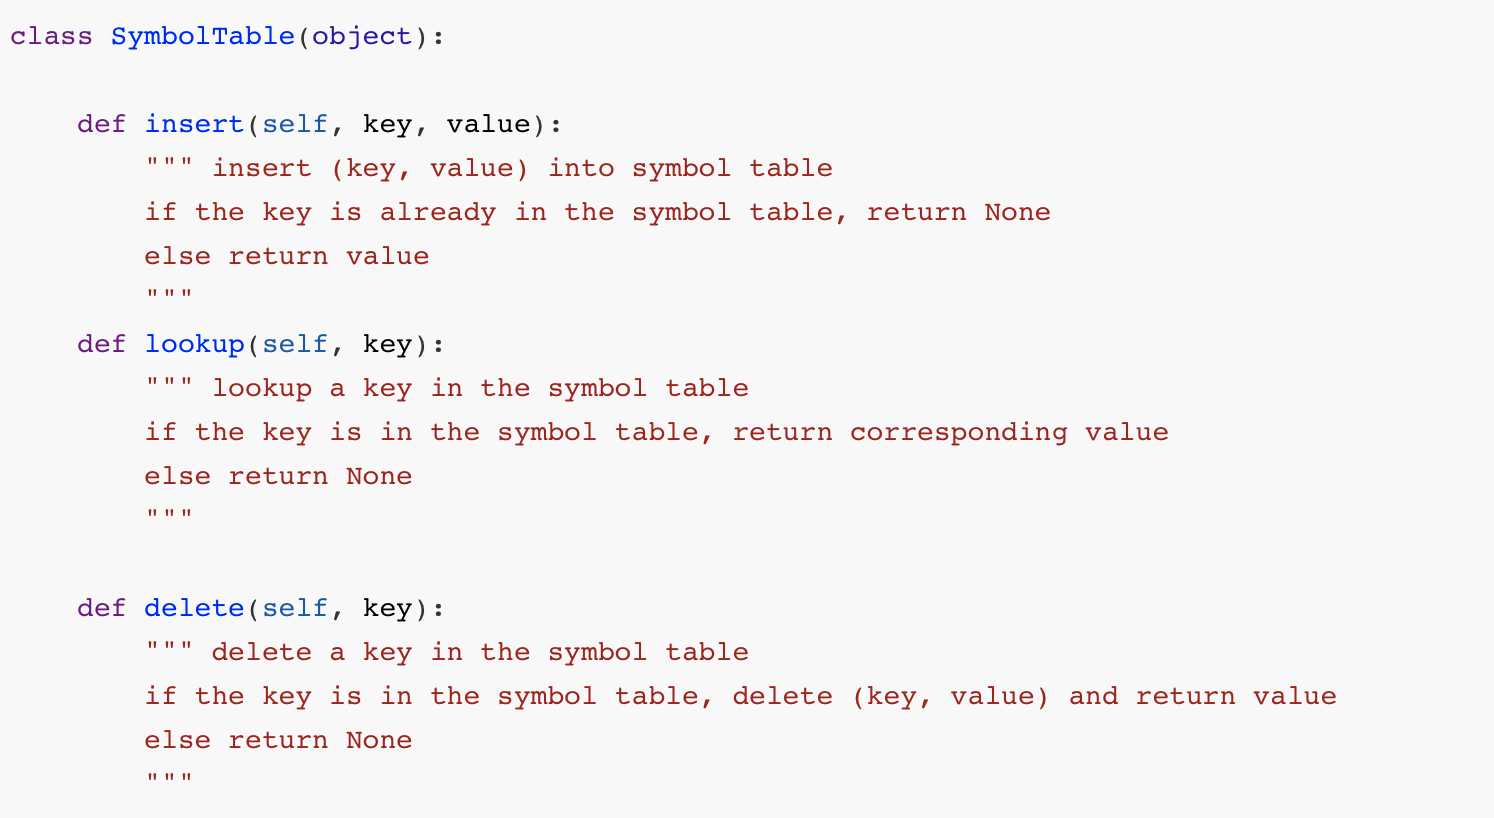 class SymbolTable(object):
    def insert(self, key, value):
        """ insert (key, value) into symbol table
        if the key is already in the symbol table, return None
        else return value
        """
    def lookup(self, key):
        """ lookup a key in the symbol table
        if the key is in the symbol table, return corresponding value
        else return None
        """
    def delete(self, key):
        """ delete a key in the symbol table
        if the key is in the symbol table, delete (key, value) and return value
        else return None
        """